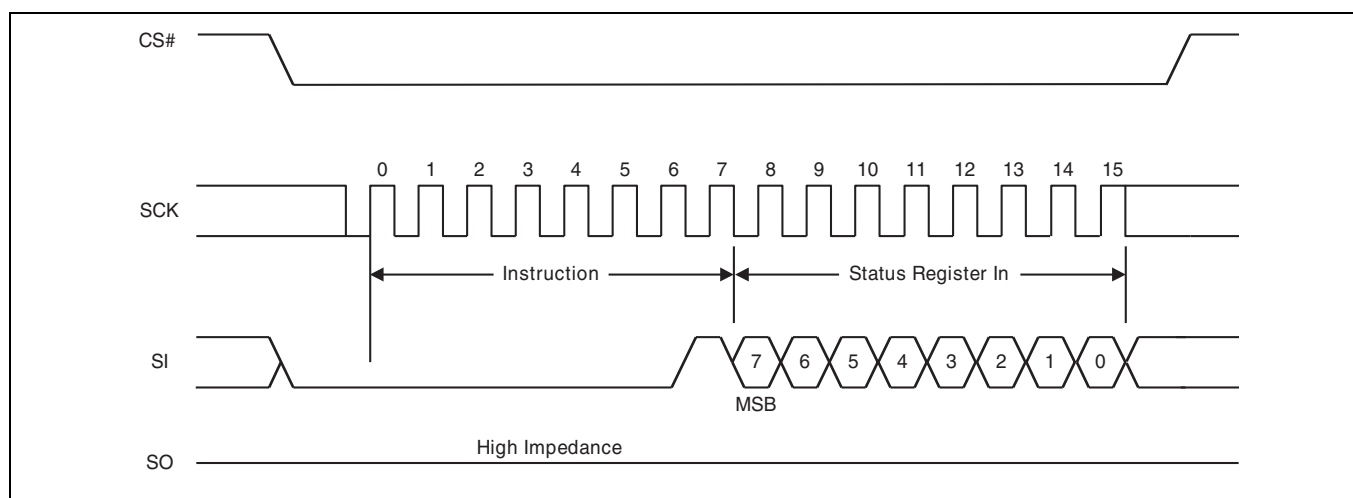 CS#
0 1 2 3 4 5 6 7 8 9 10 11 12 13 14 15
SCK
Instruction Status Register In
SI 7 6 5 4 3 2 1 0
MSB
High Impedance
SO